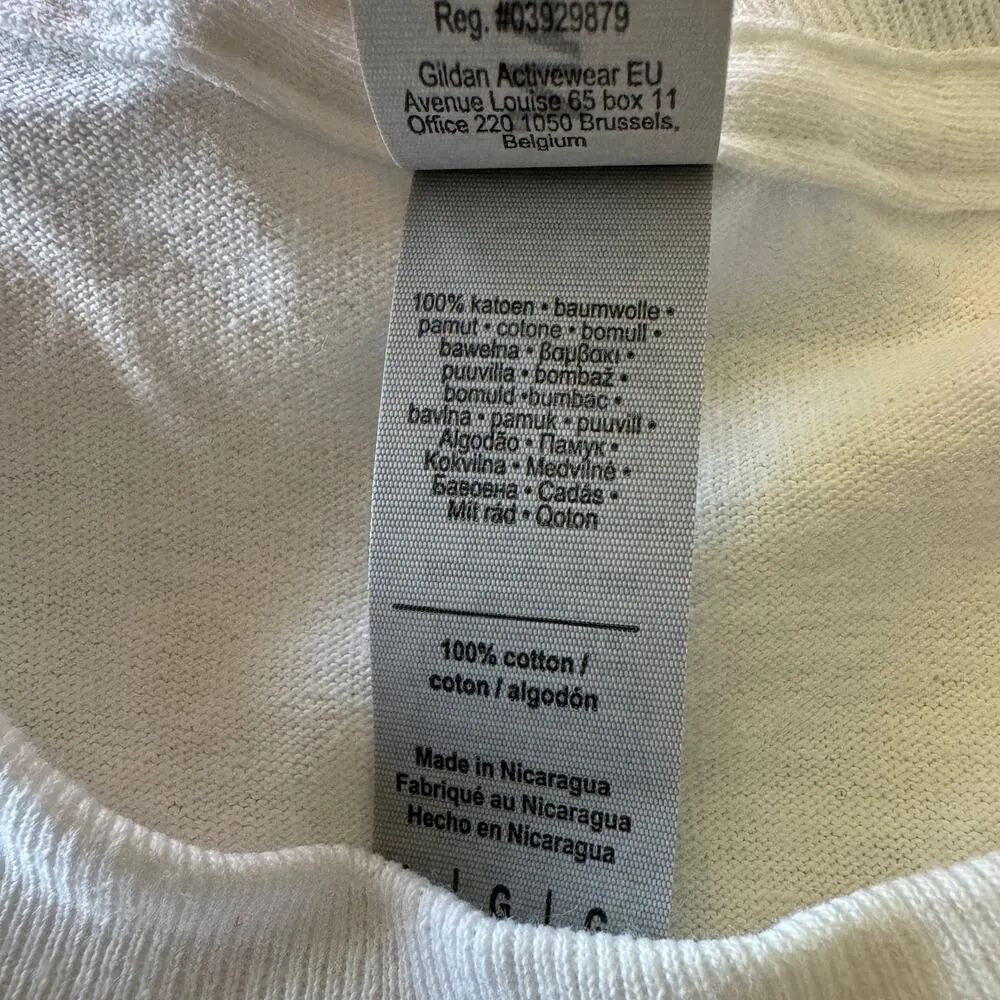 Reg. #03929879
Gildan Activewear EU
Avenue Louise 65 box 11
Office 220 1050 Brussels,
Belgium
100% katoen • baumwolle •
pamut • cotone • bomull •
bawełna • βαμβακι •
puuvilla • bombaž •
bomuld •bumbac •
bavlna • pamuk • puuvill •
Algodão • Памук •
Kokvilna • Medvilnė •
Бавовна • Cadás •
Mit rád • Qoton
100% cotton /
coton / algodón
Made in Nicaragua
Fabriqué au Nicaragua
Hecho en Nicaragua